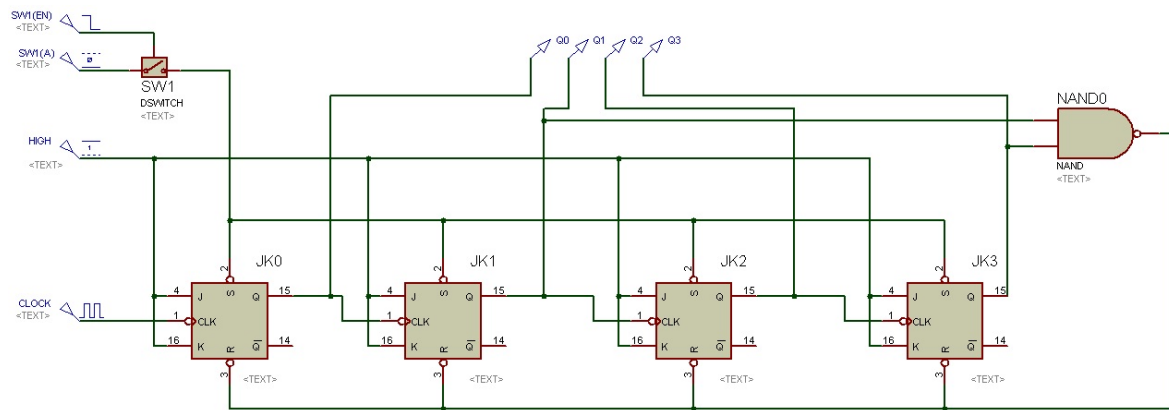 SW1(EN)
<TEXT>
SW1(A)
<TEXT>
0
SW1
DSWITCH
<TEXT>
Q0 Q1 Q2 Q3
NAND0
NAND
<TEXT>
HIGH
1
<TEXT>
JK0 JK1 JK2 JK3
2 2 2 2
4 J S Q 15 4 J S Q 15 4 J S Q 15 4 J S Q 15
CLOCK
<TEXT>
1 CLK 1 CLK 1 CLK 1 CLK
16 K R Q 14 16 K R Q 14 16 K R Q 14 16 K R Q 14
3 3 3 3
<TEXT> <TEXT> <TEXT> <TEXT>